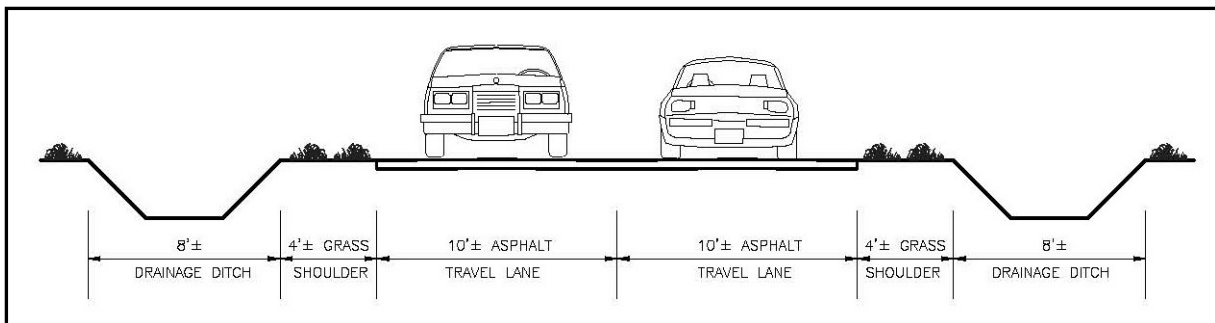 8'±
DRAINAGE DITCH
4'± GRASS
SHOULDER
10'± ASPHALT
TRAVEL LANE
10'± ASPHALT
TRAVEL LANE
4'± GRASS
SHOULDER
8'±
DRAINAGE DITCH